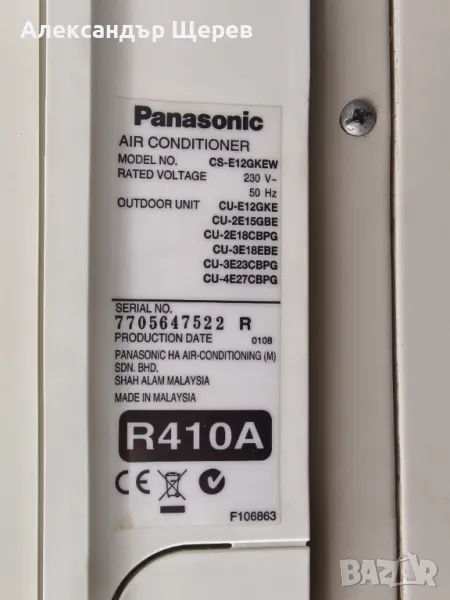 Александър Щерев
Panasonic
AIR CONDITIONER
MODEL NO. CS-E12GKEW
RATED VOLTAGE 230 V~
50 Hz
OUTDOOR UNIT CU-E12GKE
CU-2E15GBE
CU-2E18CBPG
CU-3E18EBE
CU-3E23CBPG
CU-4E27CBPG
SERIAL NO.
7705647522 R
PRODUCTION DATE 0108
PANASONIC HA AIR-CONDITIONING (M)
SDN. BHD.
SHAH ALAM MALAYSIA
MADE IN MALAYSIA
R410A
CE
F106863
BAZAR